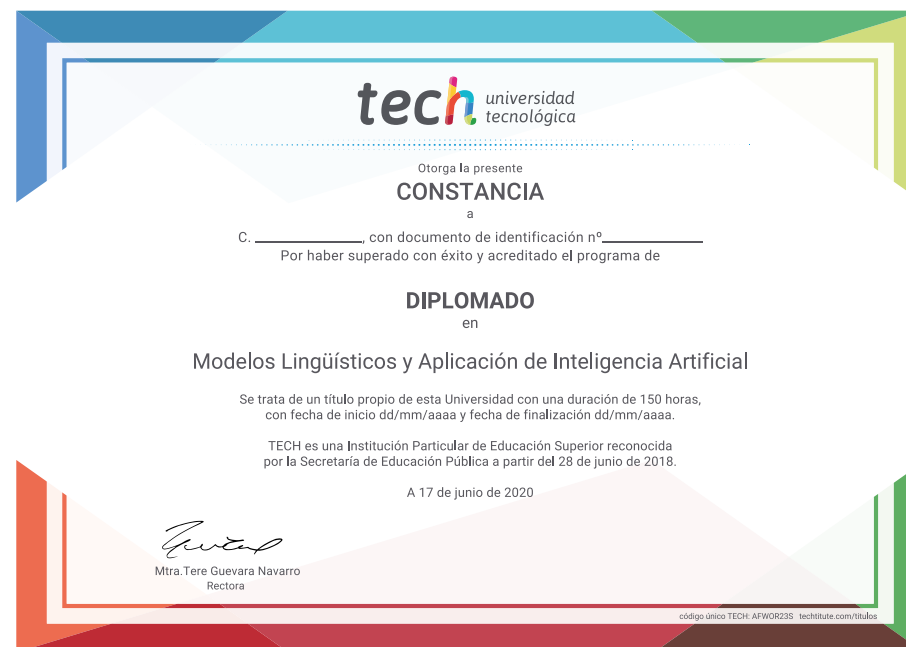 tech universidad
tecnológica
Otorga la presente
CONSTANCIA
a
C. __________, con documento de identificación nº__________
Por haber superado con éxito y acreditado el programa de
DIPLOMADO
en
Modelos Lingüísticos y Aplicación de Inteligencia Artificial
Se trata de un título propio de esta Universidad con una duración de 150 horas,
con fecha de inicio dd/mm/aaaa y fecha de finalización dd/mm/aaaa.
TECH es una Institución Particular de Educación Superior reconocida
por la Secretaría de Educación Pública a partir del 28 de junio de 2018.
A 17 de junio de 2020
Mtra.Tere Guevara Navarro
Rectora
código único TECH: AFWOR23S techtitute.com/titulos